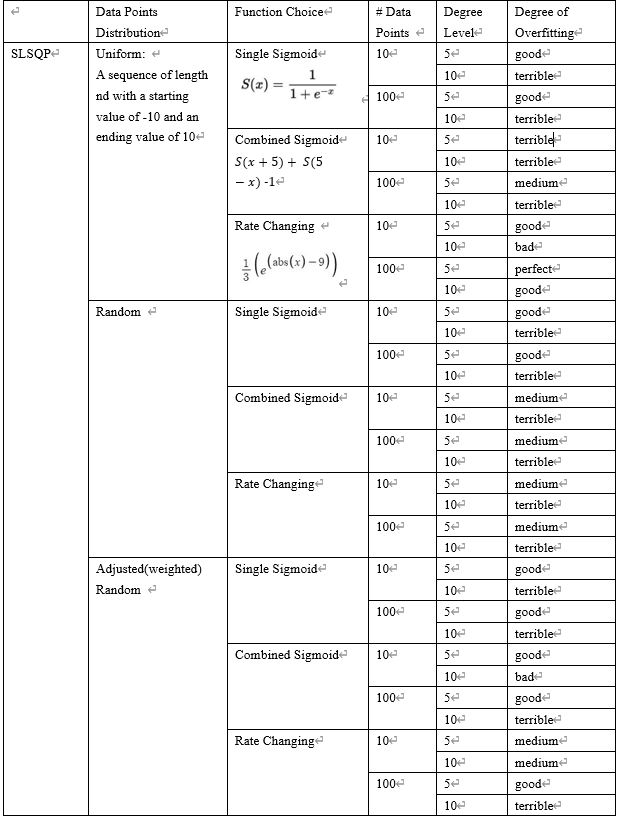 Data Points Function Choice # Data Degree Degree of
Distribution Points Level Overfitting
SLSQP Uniform: Single Sigmoid 10 5 good
A sequence of length S(x) = 1 / (1 + e^{-x}) 10 terrible
nd with a starting 100 5 good
value of -10 and an 10 terrible
ending value of 10 Combined Sigmoid 10 5 terrible
S(x + 5) + S(5 10 terrible
− x) -1 100 5 medium
10 terrible
Rate Changing 10 5 good
10 bad
1/3 (e^{(abs(x)−9)}) 100 5 perfect
10 good
Random Single Sigmoid 10 5 good
10 terrible
100 5 good
10 terrible
Combined Sigmoid 10 5 medium
10 terrible
100 5 medium
10 terrible
Rate Changing 10 5 medium
10 terrible
100 5 medium
10 terrible
Adjusted(weighted) Single Sigmoid 10 5 good
Random 10 terrible
100 5 good
10 terrible
Combined Sigmoid 10 5 good
10 bad
100 5 good
10 terrible
Rate Changing 10 5 medium
10 medium
100 5 good
10 terrible